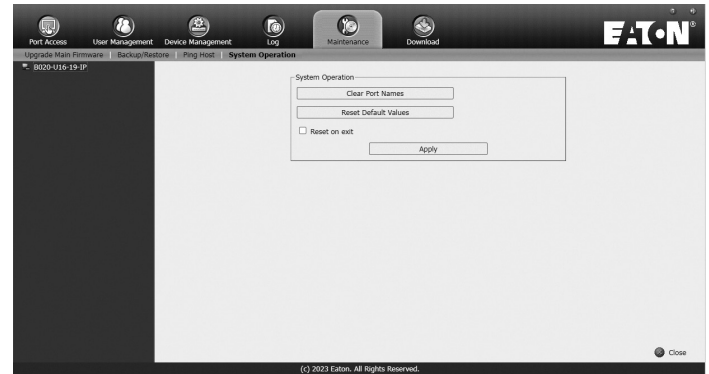 Port Access User Management Device Management Log Maintenance Download
EATON®
Upgrade Main Firmware | Backup/Restore | Ping Host | System Operation
B020-U16-19-IP
System Operation
Clear Port Names
Reset Default Values
Reset on exit
Apply
Close
(c) 2023 Eaton. All Rights Reserved.